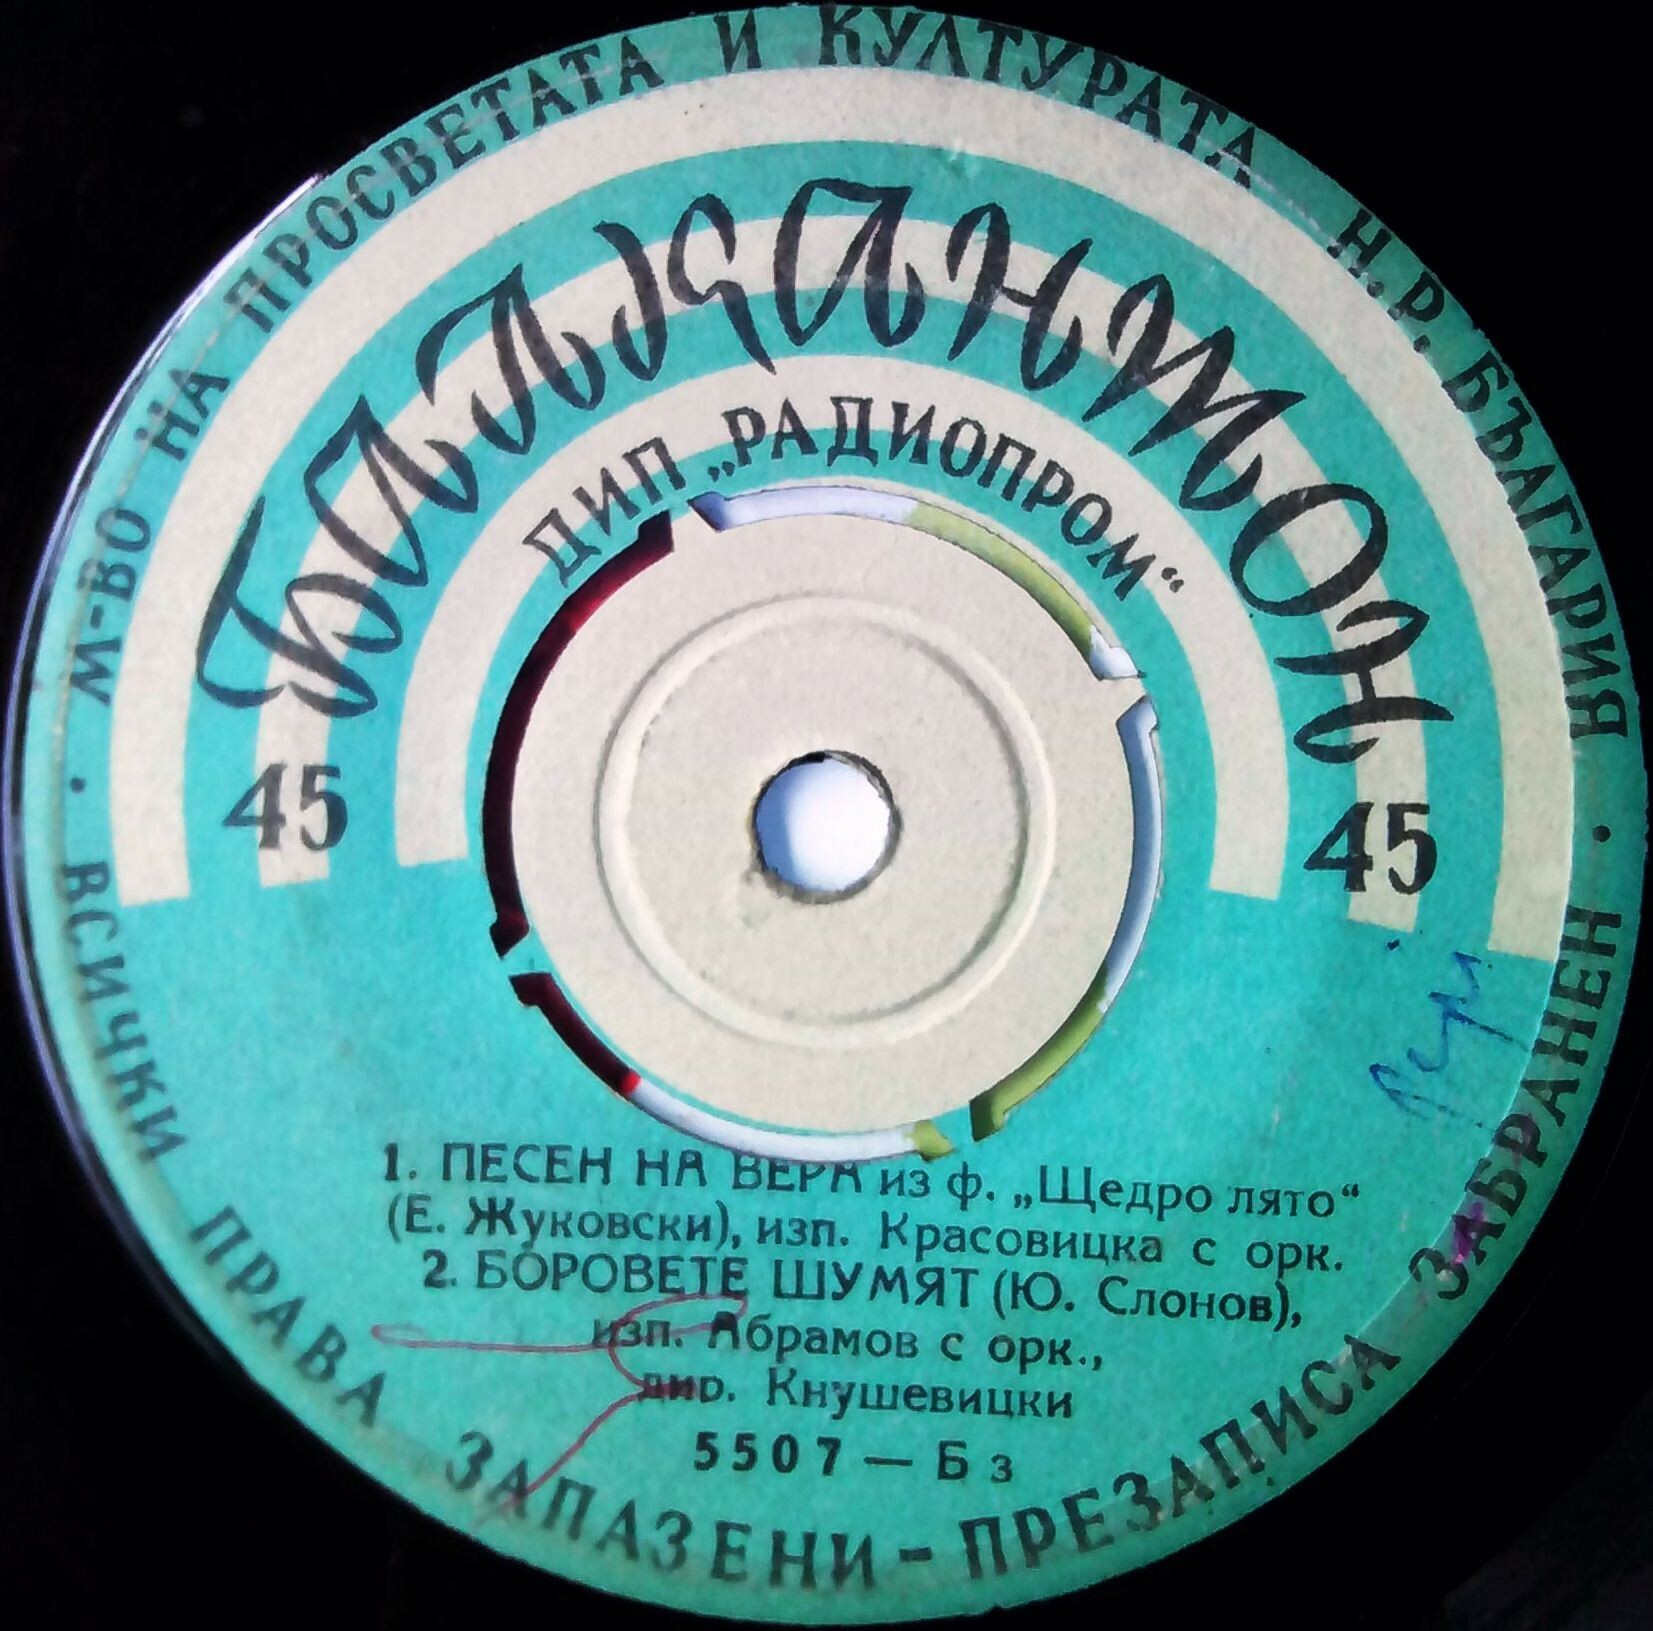 М-ВО НА ПРОСВЕТАТА И КУЛТУРАТА Н.Р. БЪЛГАРИЯ
БАЛКАНТОН
ДИП „РАДИОПРОМ“
45
45
1. ПЕСЕН НА ВЕРА из ф. „Щедро лято“
(Е. Жуковски), изп. Красовицка с орк.
2. БОРОВЕТЕ ШУМЯТ (Ю. Слонов),
изп. Абрамов с орк.,
дир. Кнушевицки
5507 — Б з
· ВСИЧКИ ПРАВА ЗАПАЗЕНИ - ПРЕЗАПИСА ЗАБРАНЕН ·